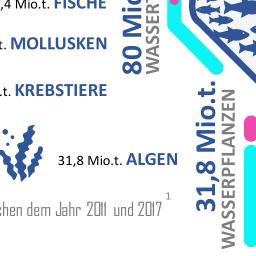 ,4 Mio.t. FISCHE
t. MOLLUSKEN
.t. KREBSTIERE
31,8 Mio.t. ALGEN
chen dem Jahr 2011 und 2017 1
80 Mio
WASSERT
31,8 Mio.t.
WASSERPFLANZEN